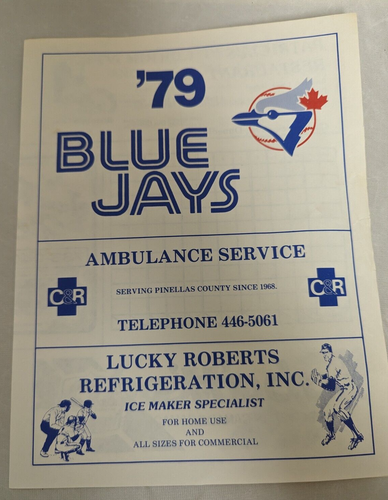 '79
BLUE
JAYS
AMBULANCE SERVICE
C&R
SERVING PINELLAS COUNTY SINCE 1968.
C&R
TELEPHONE 446-5061
LUCKY ROBERTS
REFRIGERATION, INC.
ICE MAKER SPECIALIST
FOR HOME USE
AND
ALL SIZES FOR COMMERCIAL